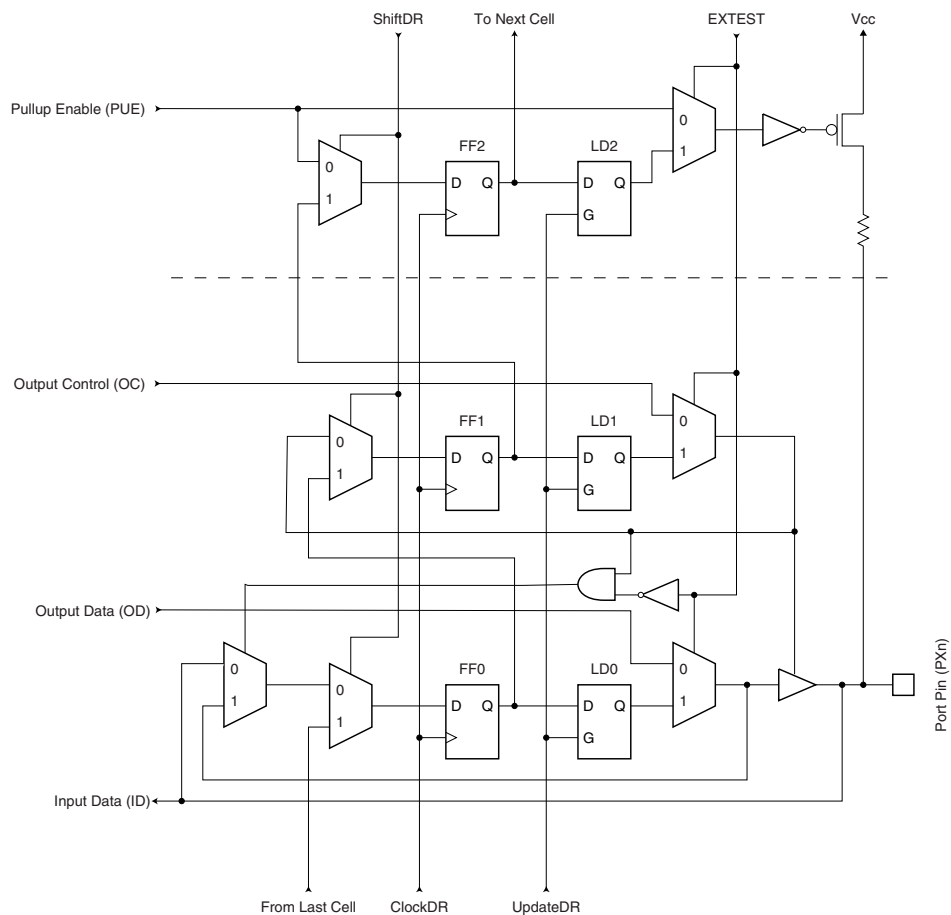 ShiftDR
To Next Cell
EXTEST
Vcc
Pullup Enable (PUE)
0
1
FF2
D Q
LD2
D Q
G
0
1
Output Control (OC)
0
1
FF1
D Q
LD1
D Q
G
0
1
Output Data (OD)
0
1
0
1
FF0
D Q
LD0
D Q
G
0
1
Port Pin (PXn)
Input Data (ID)
From Last Cell
ClockDR
UpdateDR